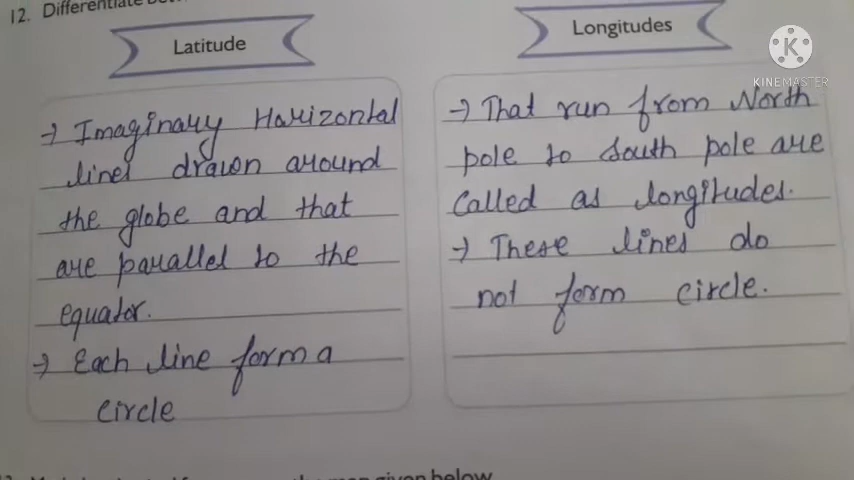 12. Differentiate
Latitude
→ Imaginary Horizontal
lines drawn around
the globe and that
are parallel to the
equator.
→ Each line form a
circle
Longitudes
→ That run from North
pole to south pole are
called as longitudes.
→ These lines do
not form circle.
K
KINEMASTER
given below